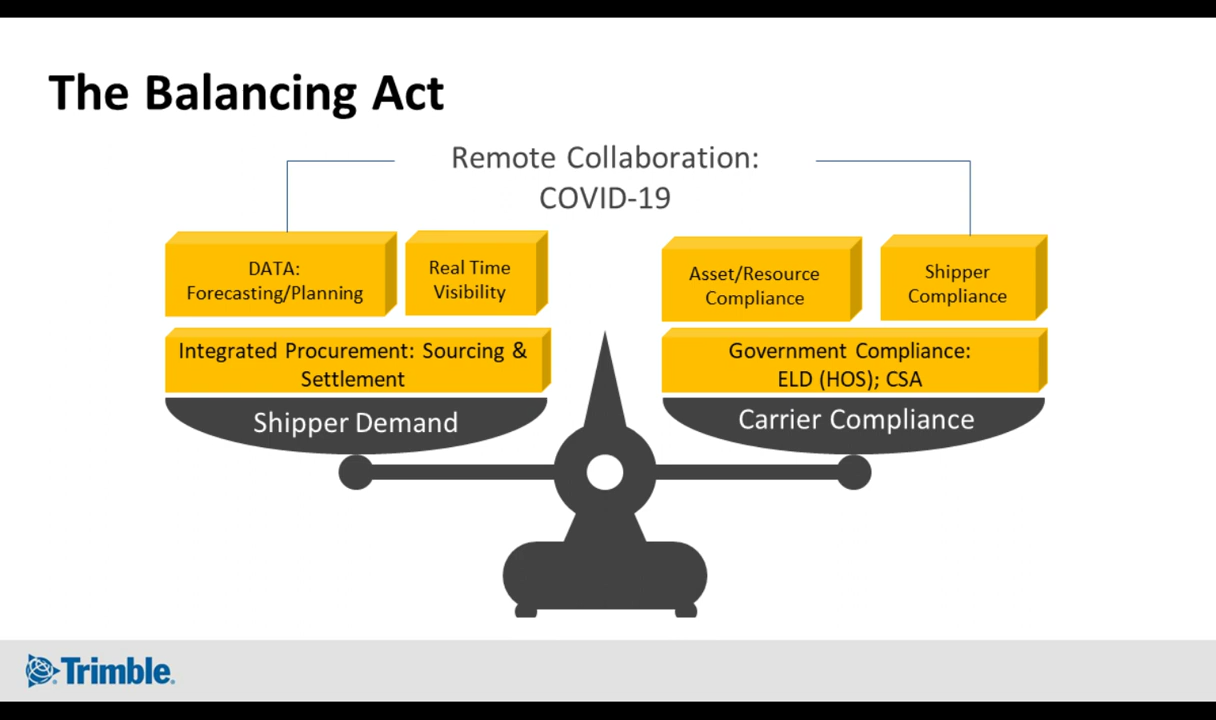 The Balancing Act
Remote Collaboration:
COVID-19
DATA:
Forecasting/Planning
Real Time
Visibility
Asset/Resource
Compliance
Shipper
Compliance
Integrated Procurement: Sourcing &
Settlement
Government Compliance:
ELD (HOS); CSA
Shipper Demand
Carrier Compliance
Trimble